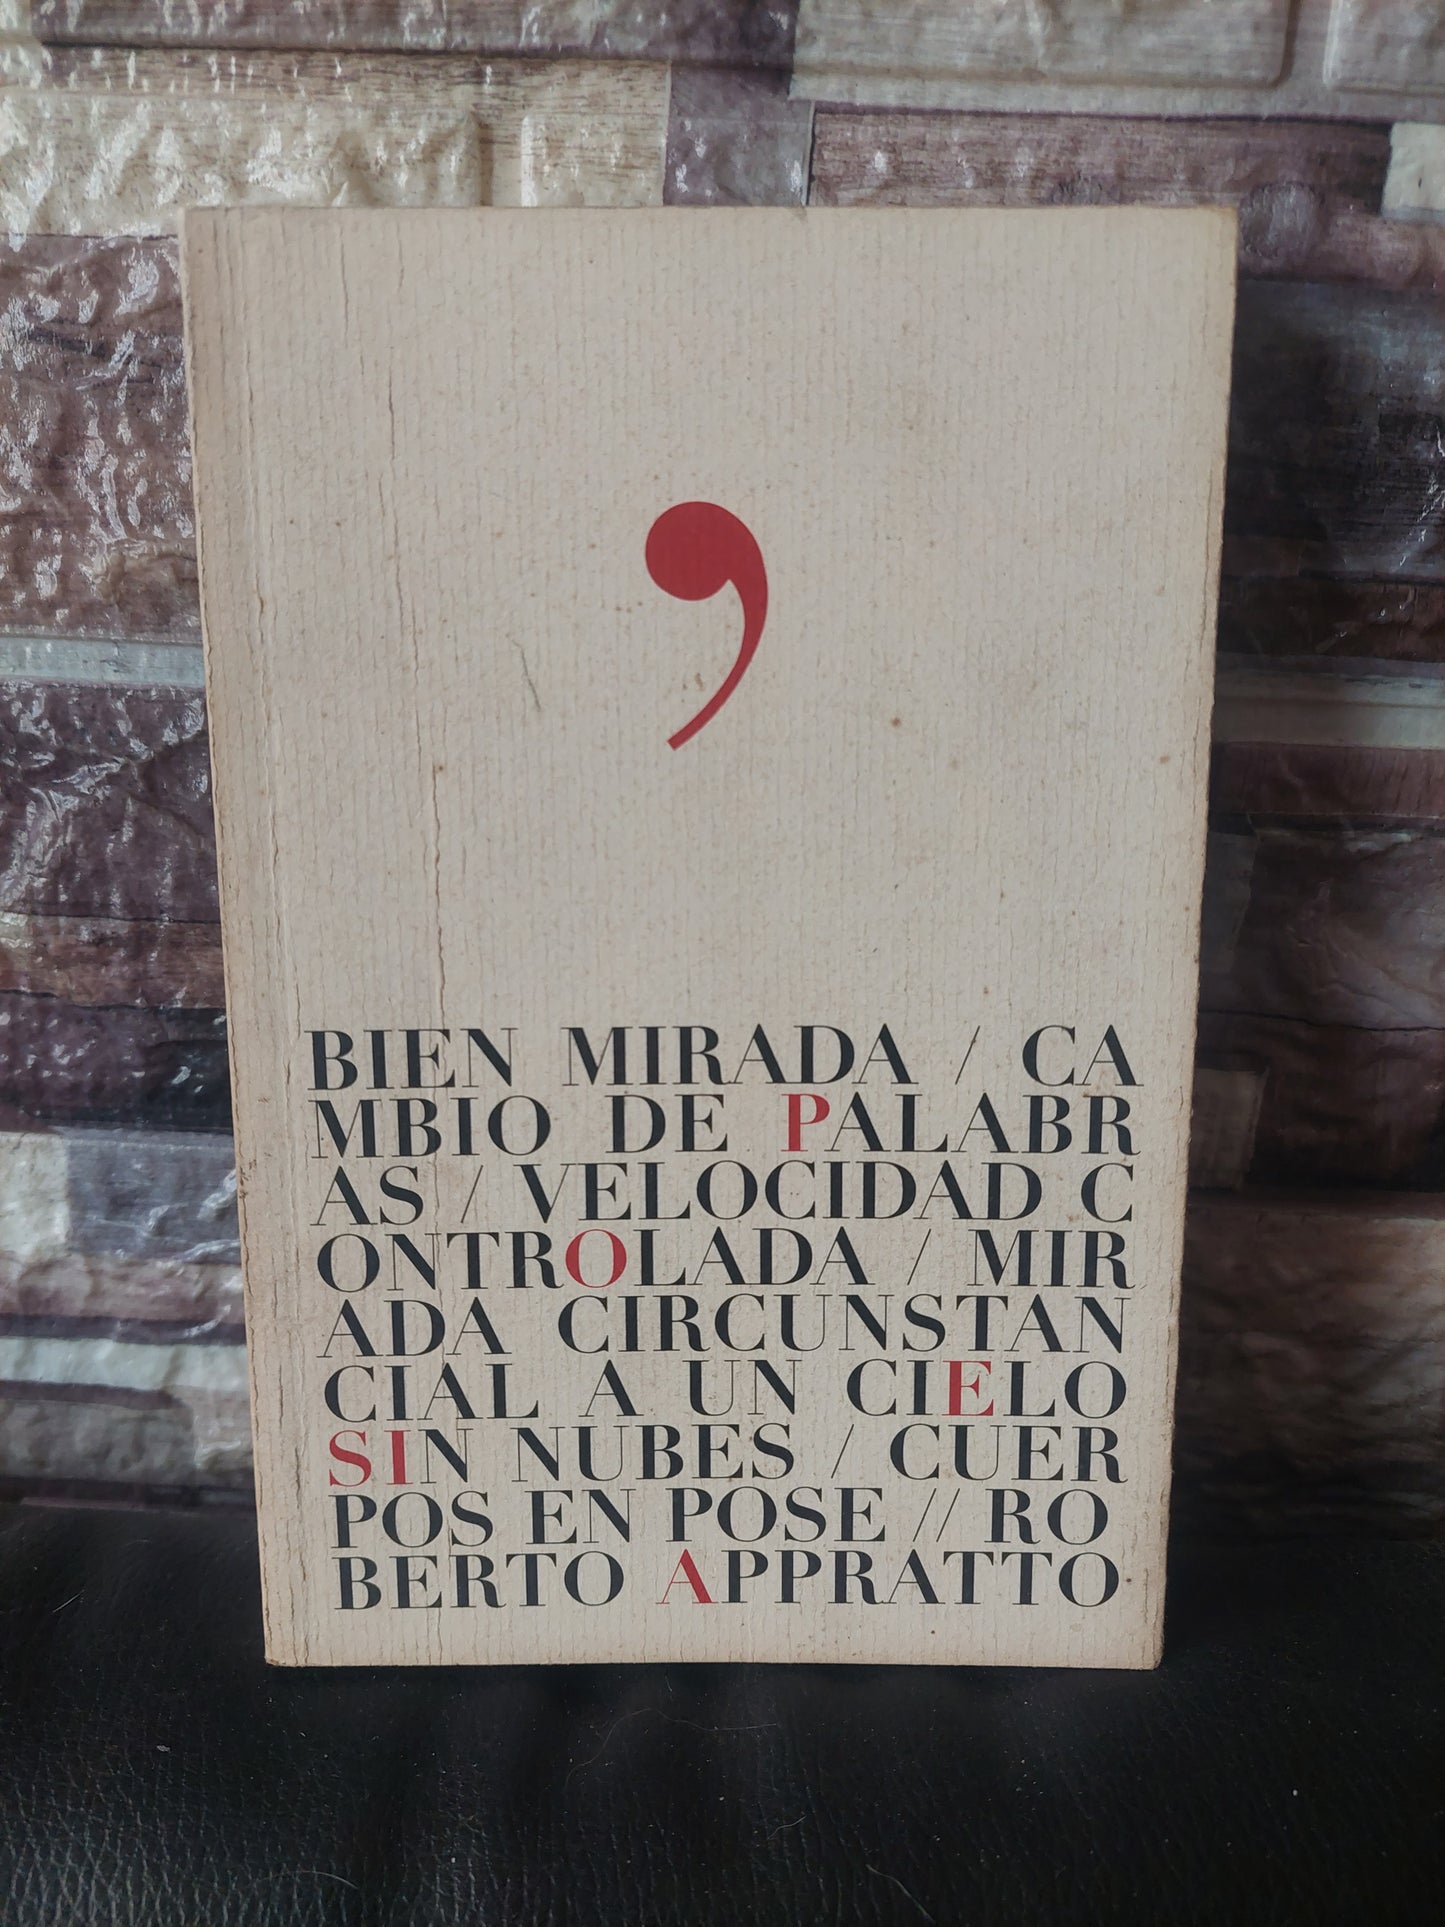 ,
BIEN MIRADA / CA
MBIO DE PALABR
AS / VELOCIDAD C
ONTROLADA / MIR
ADA CIRCUNSTAN
CIAL A UN CIELO
SIN NUBES / CUER
POS EN POSE // RO
BERTO APPRATTO